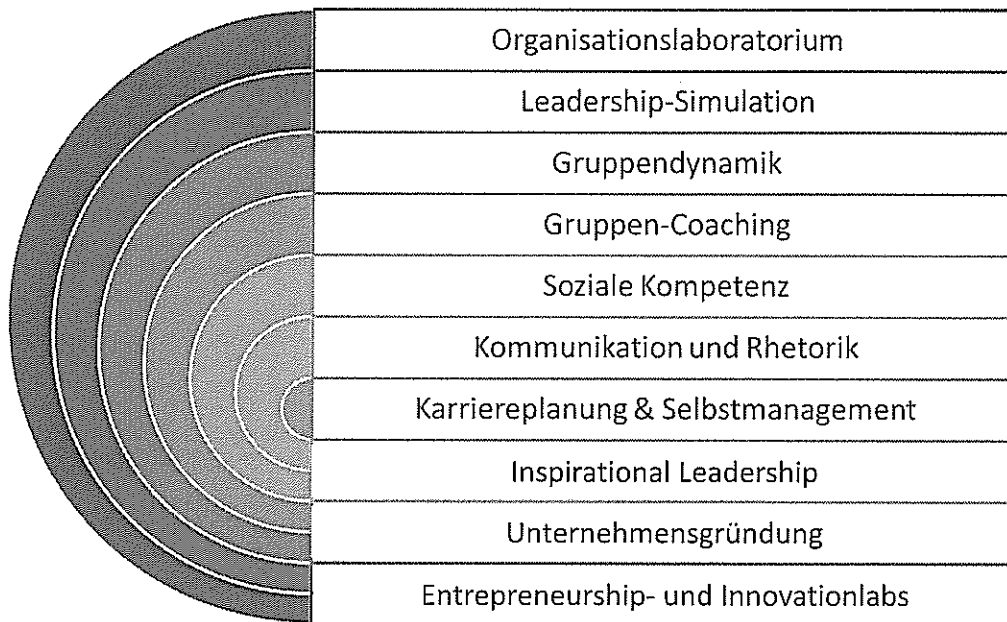 Organisationslaboratorium
Leadership-Simulation
Gruppendynamik
Gruppen-Coaching
Soziale Kompetenz
Kommunikation und Rhetorik
Karriereplanung & Selbstmanagement
Inspirational Leadership
Unternehmensgründung
Entrepreneurship- und Innovationlabs